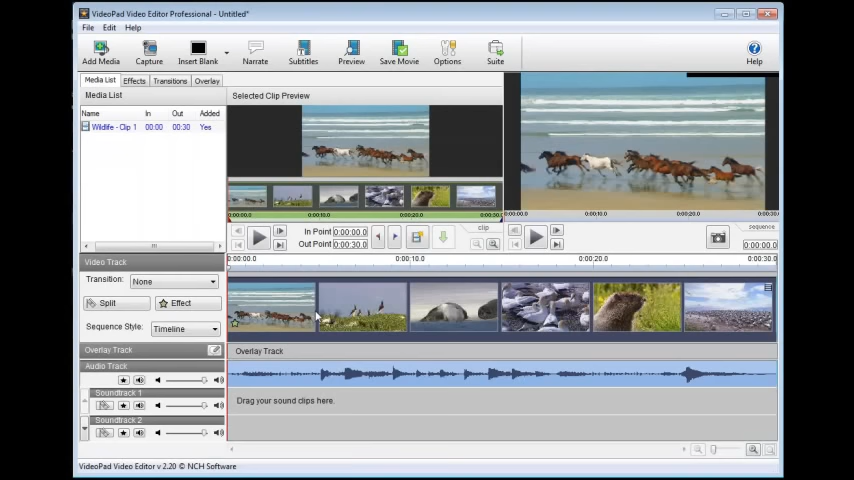 VideoPad Video Editor Professional - Untitled*
File Edit Help
Add Media Capture Insert Blank Narrate Subtitles Preview Save Movie Options Suite Help
Media List Effects Transitions Overlay
Media List Selected Clip Preview
Name In Out Added
Wildlife - Clip 1 00:00 00:30 Yes
0:00:00.0 0:00:10.0 0:00:20.0 0:00:30. 0:00:00.0 0:00:10.0 0:00:20.0 0:00:30.
In Point 0:00:00.0 clip sequence
Out Point 0:00:30.0 0:00:00.0
Video Track 0:00:00.0 0:00:10.0 0:00:20.0 0:00:30.0
Transition: None
Split Effect
Sequence Style: Timeline
Overlay Track Overlay Track
Audio Track
Soundtrack 1
Drag your sound clips here.
Soundtrack 2
VideoPad Video Editor v 2.20 © NCH Software